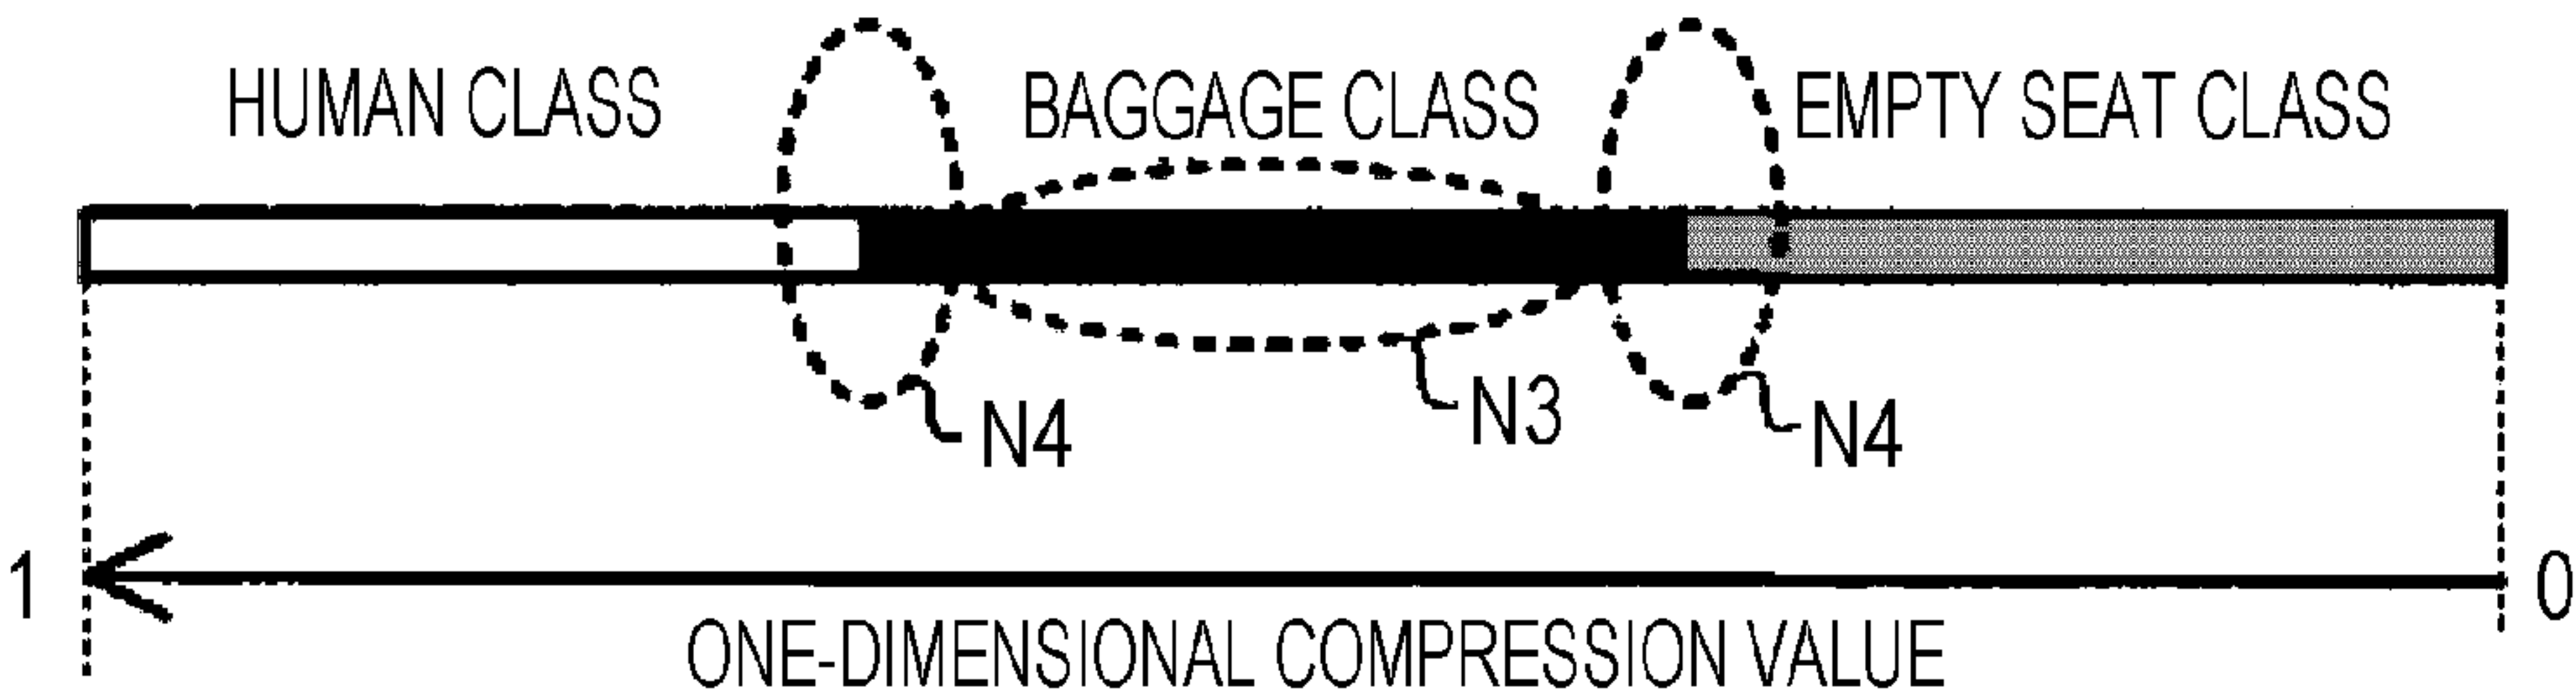 HUMAN CLASS BAGGAGE CLASS EMPTY SEAT CLASS
N4 N3 N4
1 0
ONE-DIMENSIONAL COMPRESSION VALUE